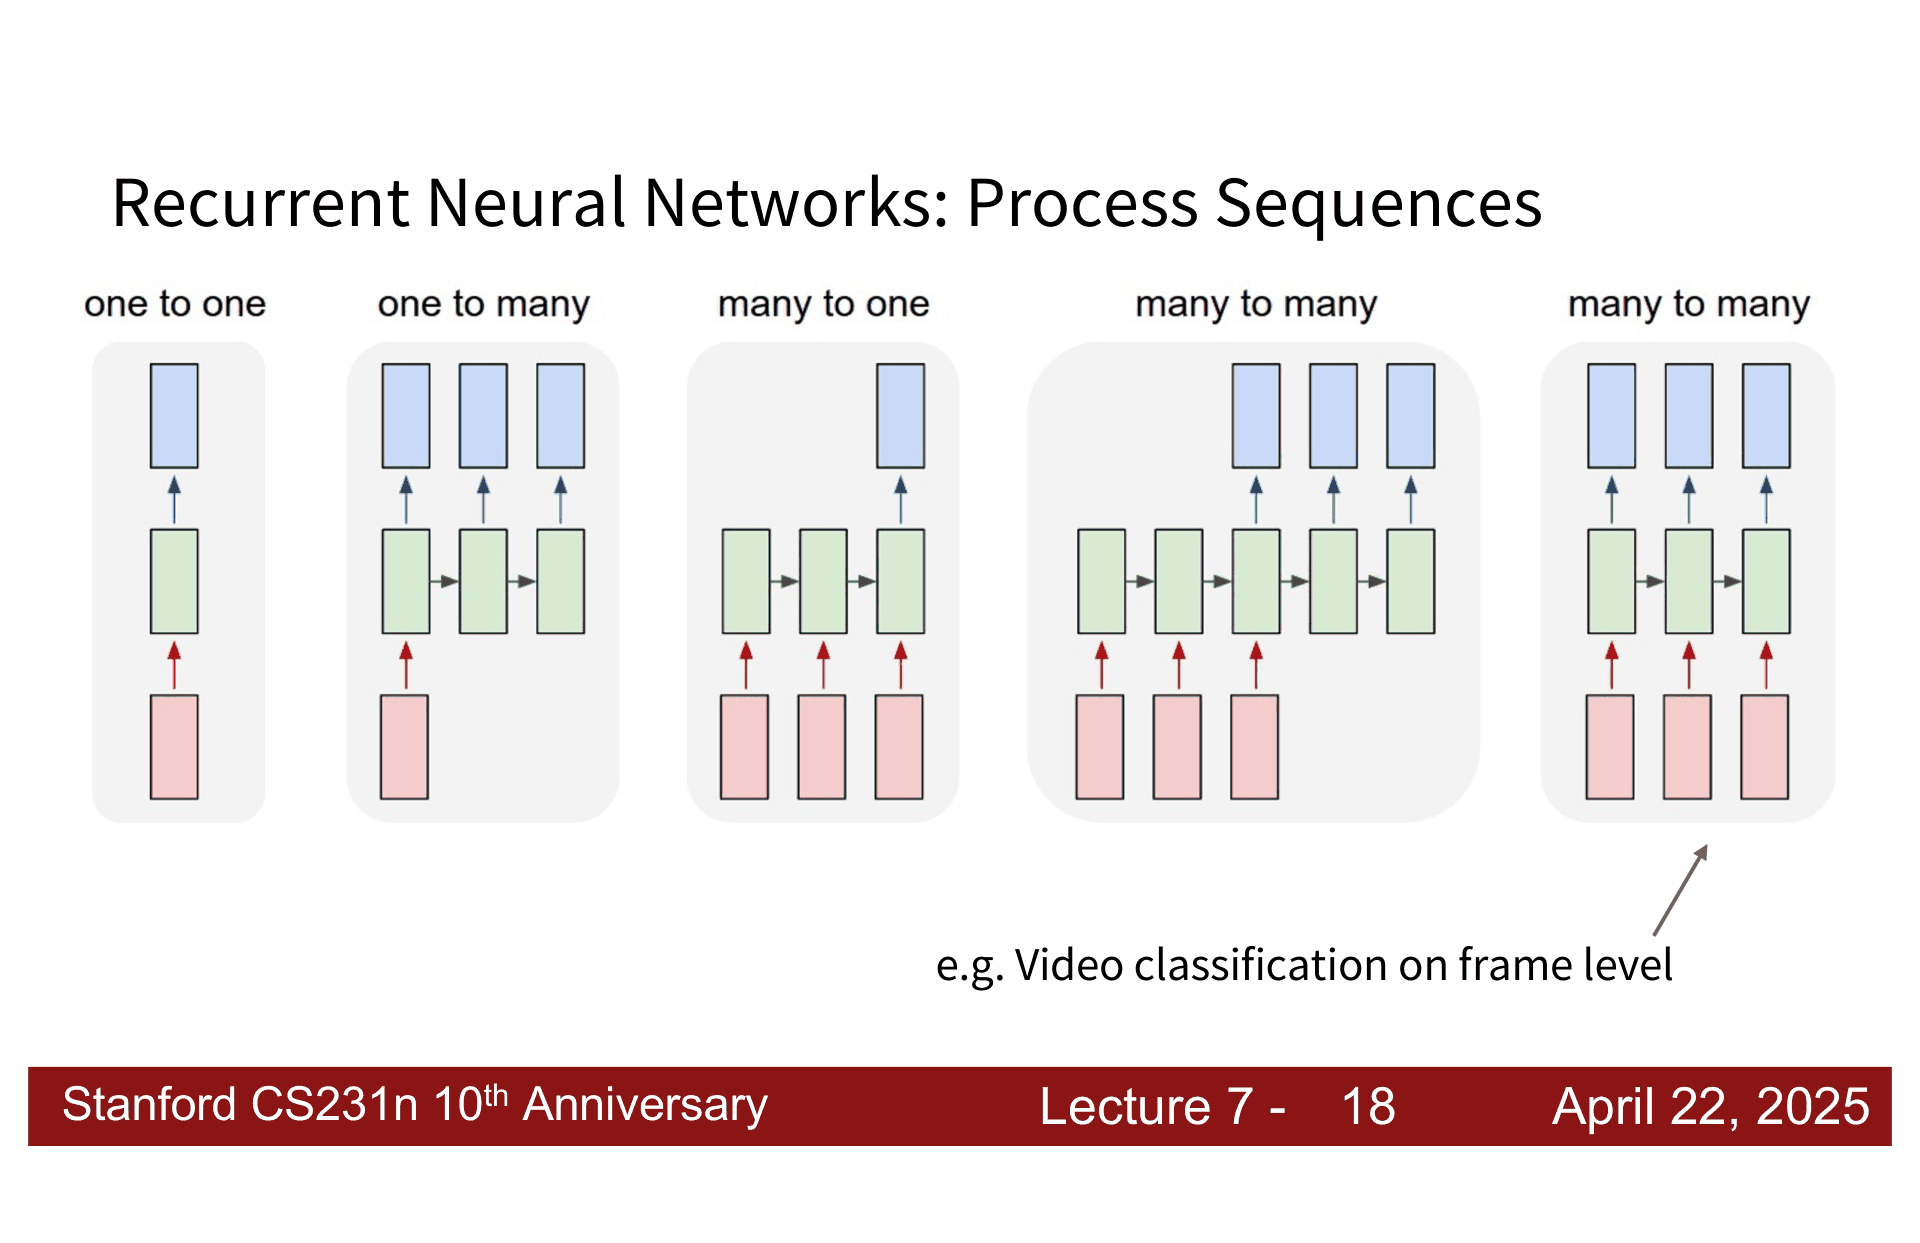 Recurrent Neural Networks: Process Sequences
one to one
one to many
many to one
many to many
many to many
e.g. Video classification on frame level
Stanford CS231n 10th Anniversary
Lecture 7 - 18
April 22, 2025